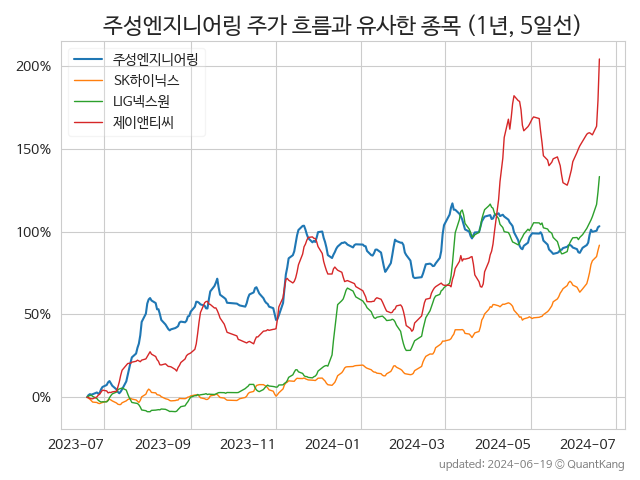 주성엔지니어링 주가 흐름과 유사한 종목 (1년, 5일선)
주성엔지니어링
SK하이닉스
LIG넥스원
제이앤티씨
200%
150%
100%
50%
0%
2023-07 2023-09 2023-11 2024-01 2024-03 2024-05 2024-07
updated: 2024-06-19 © QuantKang